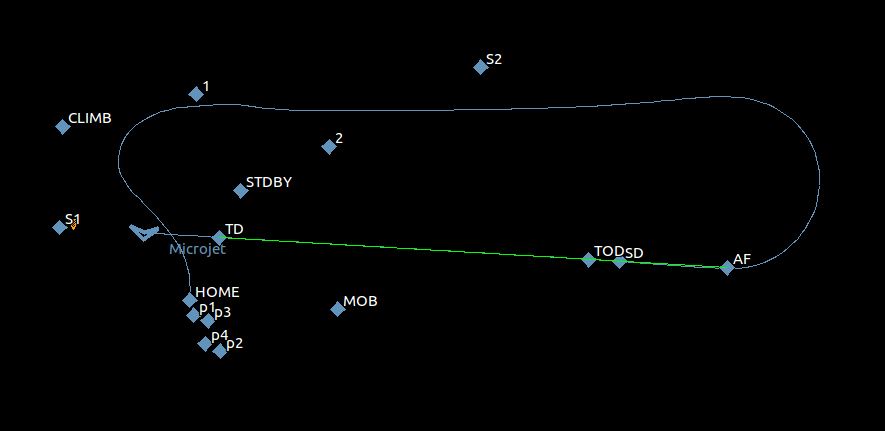 S2
1
CLIMB
2
STDBY
S1
TD
Microjet
TOD
SD
AF
HOME
MOB
p1
p3
p4
p2